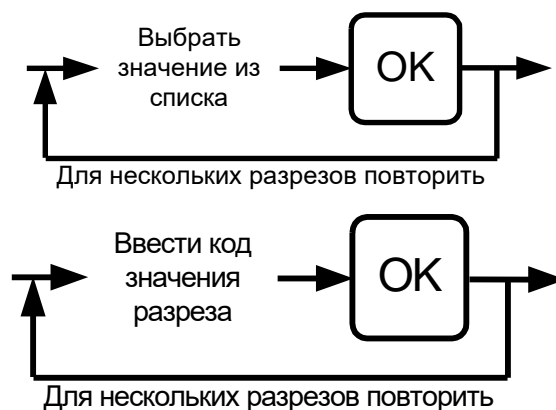 Выбрать
значение из
списка
OK
Для нескольких разрезов повторить
Ввести код
значения
разреза
OK
Для нескольких разрезов повторить